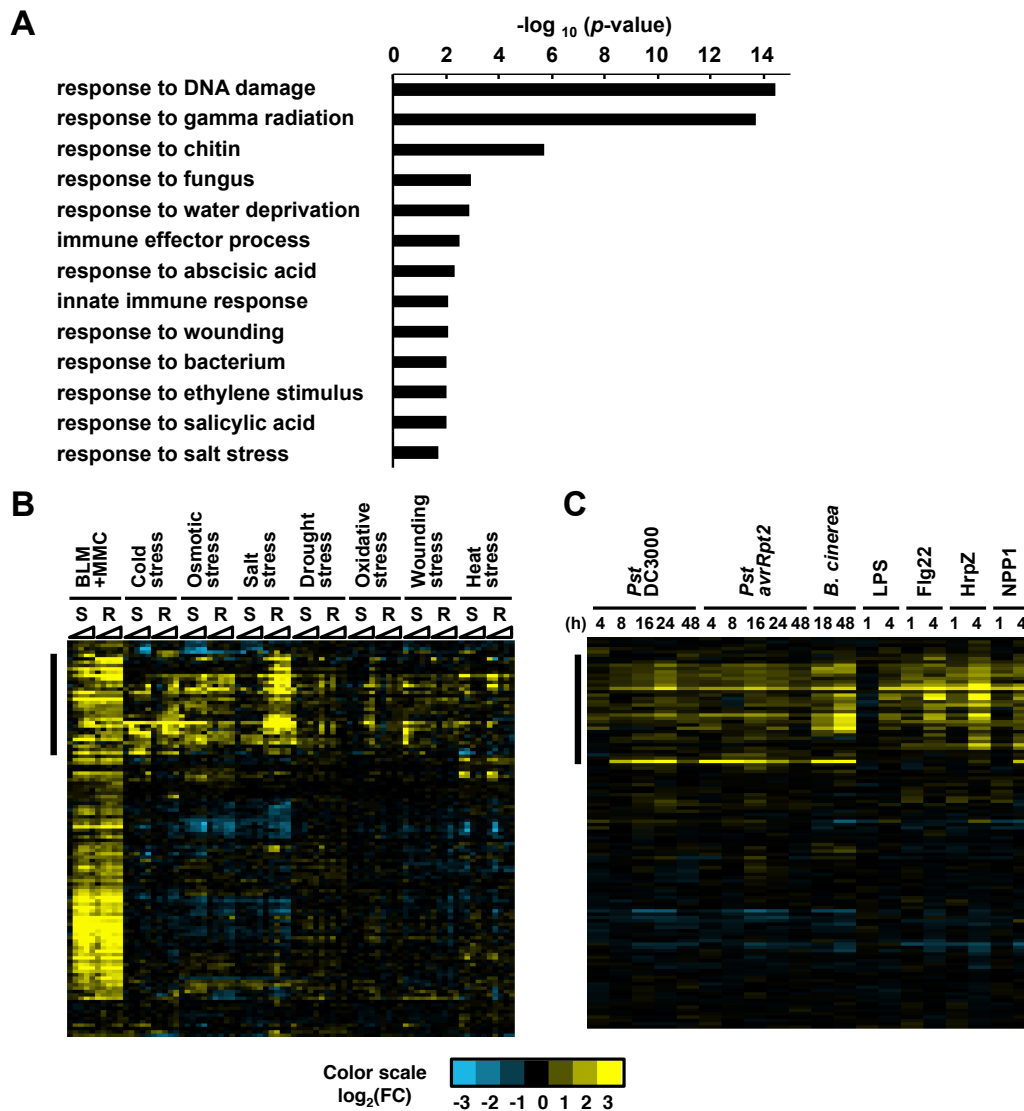 A
-log 10 (p-value)
0 2 4 6 8 10 12 14
response to DNA damage
response to gamma radiation
response to chitin
response to fungus
response to water deprivation
immune effector process
response to abscisic acid
innate immune response
response to wounding
response to bacterium
response to ethylene stimulus
response to salicylic acid
response to salt stress
B
BLM +MMC
Cold stress
Osmotic stress
Salt stress
Drought stress
Oxidative stress
Wounding stress
Heat stress
S R S R S R S R S R S R S R S R
C
Pst DC3000
Pst avrRpt2
B. cinerea
LPS
Flg22
HrpZ
NPP1
(h) 4 8 16 24 48 4 8 16 24 48 18 48 1 4 1 4 1 4 1 4
Color scale
log2(FC)
-3 -2 -1 0 1 2 3